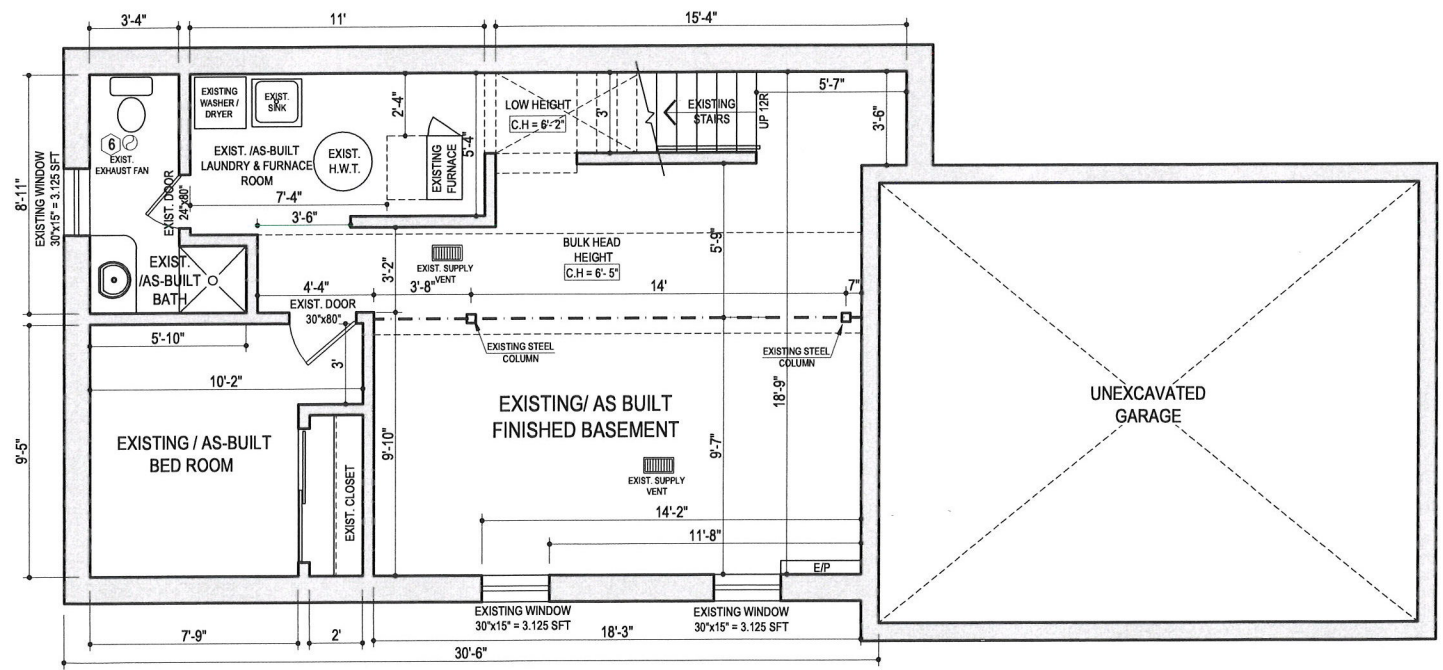 3'-4"
11'
15'-4"
5'-7"
3'-6"
EXISTING
WASHER /
DRYER
EXIST.
SINK
2'-4"
5'-4"
LOW HEIGHT
C.H = 6'- 2"
3'
EXISTING
STAIRS
UP 12R
6
EXIST.
EXHAUST FAN
EXIST. /AS-BUILT
LAUNDRY & FURNACE
ROOM
EXIST.
H.W.T.
EXISTING
FURNACE
8'-11"
EXISTING WINDOW
30"x15" = 3.125 SFT
EXIST. DOOR
24"x80"
7'-4"
3'-6"
EXIST.
/AS-BUILT
BATH
3'-2"
EXIST. SUPPLY
VENT
BULK HEAD
HEIGHT
C.H = 6'- 5"
5'-9"
4'-4"
3'-8"
14'
7"
EXIST. DOOR
30"x80"
EXISTING STEEL
COLUMN
EXISTING STEEL
COLUMN
5'-10"
3'
10'-2"
18'-9"
UNEXCAVATED
GARAGE
EXISTING/ AS BUILT
FINISHED BASEMENT
EXISTING / AS-BUILT
BED ROOM
9'-5"
9'-10"
9'-7"
EXIST. CLOSET
EXIST. SUPPLY
VENT
14'-2"
11'-8"
E/P
EXISTING WINDOW
30"x15" = 3.125 SFT
EXISTING WINDOW
30"x15" = 3.125 SFT
7'-9"
2'
18'-3"
30'-6"